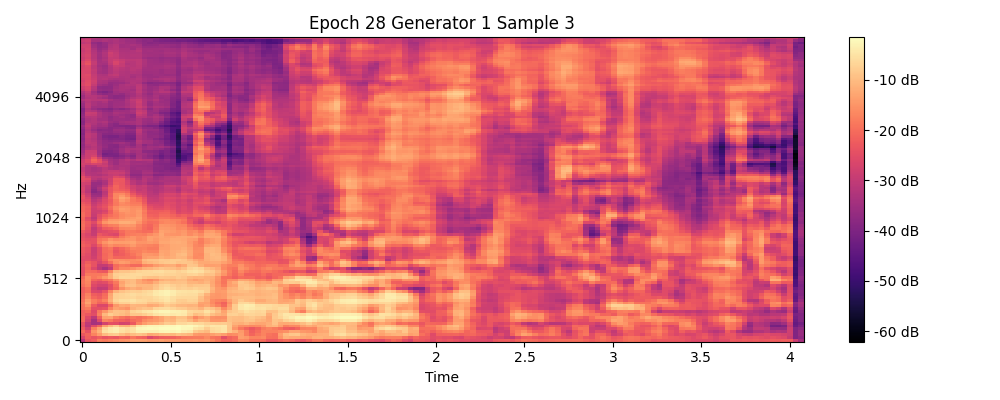 Epoch 28 Generator 1 Sample 3
Hz
4096
2048
1024
512
0
0 0.5 1 1.5 2 2.5 3 3.5 4
Time
-10 dB
-20 dB
-30 dB
-40 dB
-50 dB
-60 dB